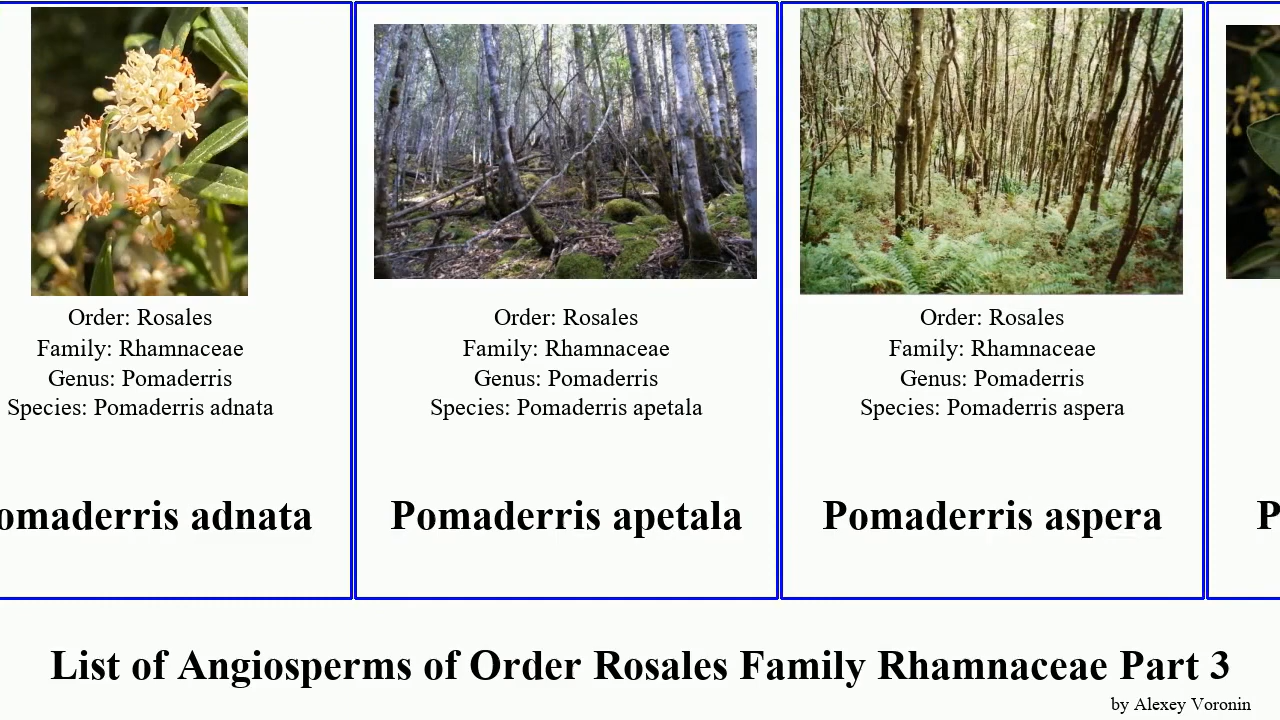 Order: Rosales
Family: Rhamnaceae
Genus: Pomaderris
Species: Pomaderris adnata
omaderris adnata
Order: Rosales
Family: Rhamnaceae
Genus: Pomaderris
Species: Pomaderris apetala
Pomaderris apetala
Order: Rosales
Family: Rhamnaceae
Genus: Pomaderris
Species: Pomaderris aspera
Pomaderris aspera
P
List of Angiosperms of Order Rosales Family Rhamnaceae Part 3
by Alexey Voronin